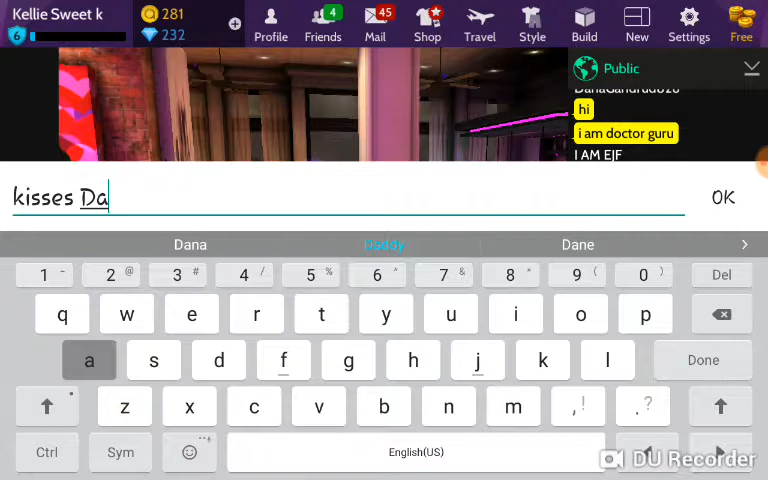 Kellie Sweet k
281
232
6
4
45
Profile
Friends
Mail
Shop
Travel
Style
Build
New
Settings
Free
Public
hi
i am doctor guru
I AM EJF
kisses Da
OK
Dana
Daddy
Dane
1 - 2 @ 3 # 4 / 5 % 6 ^ 7 & 8 * 9 ( 0 ) Del
q w e r t y u i o p
a s d f g h j k l Done
z x c v b n m , ! . ?
Ctrl Sym English(US)
DU Recorder